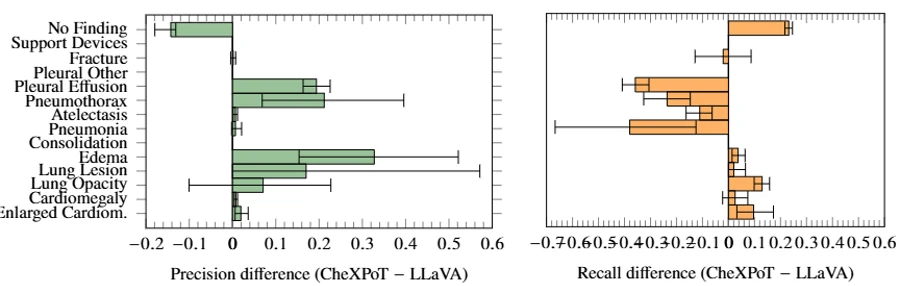 No Finding
Support Devices
Fracture
Pleural Other
Pleural Effusion
Pneumothorax
Atelectasis
Pneumonia
Consolidation
Edema
Lung Lesion
Lung Opacity
Cardiomegaly
Enlarged Cardiom.
−0.2 −0.1 0 0.1 0.2 0.3 0.4 0.5 0.6
Precision difference (CheXPoT − LLaVA)
−0.7 −0.6 −0.5 −0.4 −0.3 −0.2 −0.1 0 0.1 0.2 0.3 0.4 0.5 0.6
Recall difference (CheXPoT − LLaVA)